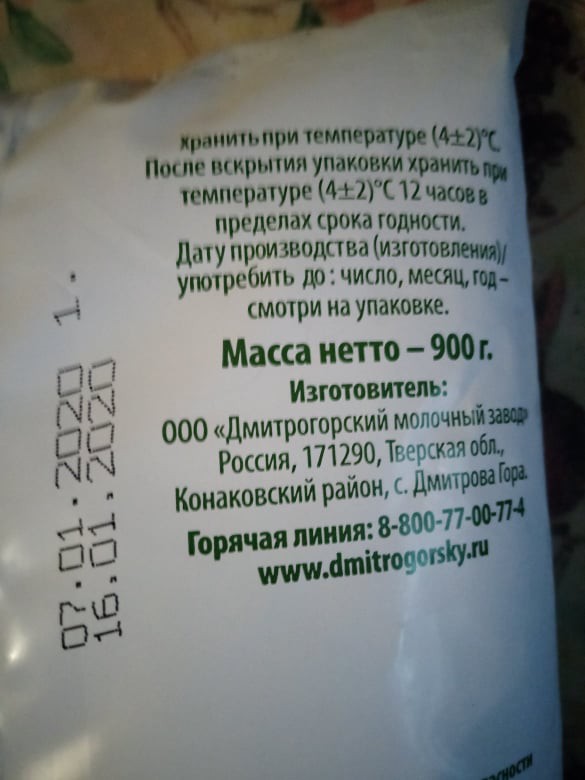 хранить при температуре (4±2)°С
После вскрытия упаковки хранить при
температуре (4±2)°С 12 часов в
пределах срока годности.
Дату производства (изготовления)/
употребить до: число, месяц, год –
смотри на упаковке.
Масса нетто – 900 г.
Изготовитель:
ООО «Дмитрогорский молочный завод»
Россия, 171290, Тверская обл.,
Конаковский район, с. Дмитрова Гора.
Горячая линия: 8-800-77-00-77-4
www.dmitrogorsky.ru
07.01.2020 1.
16.01.2020